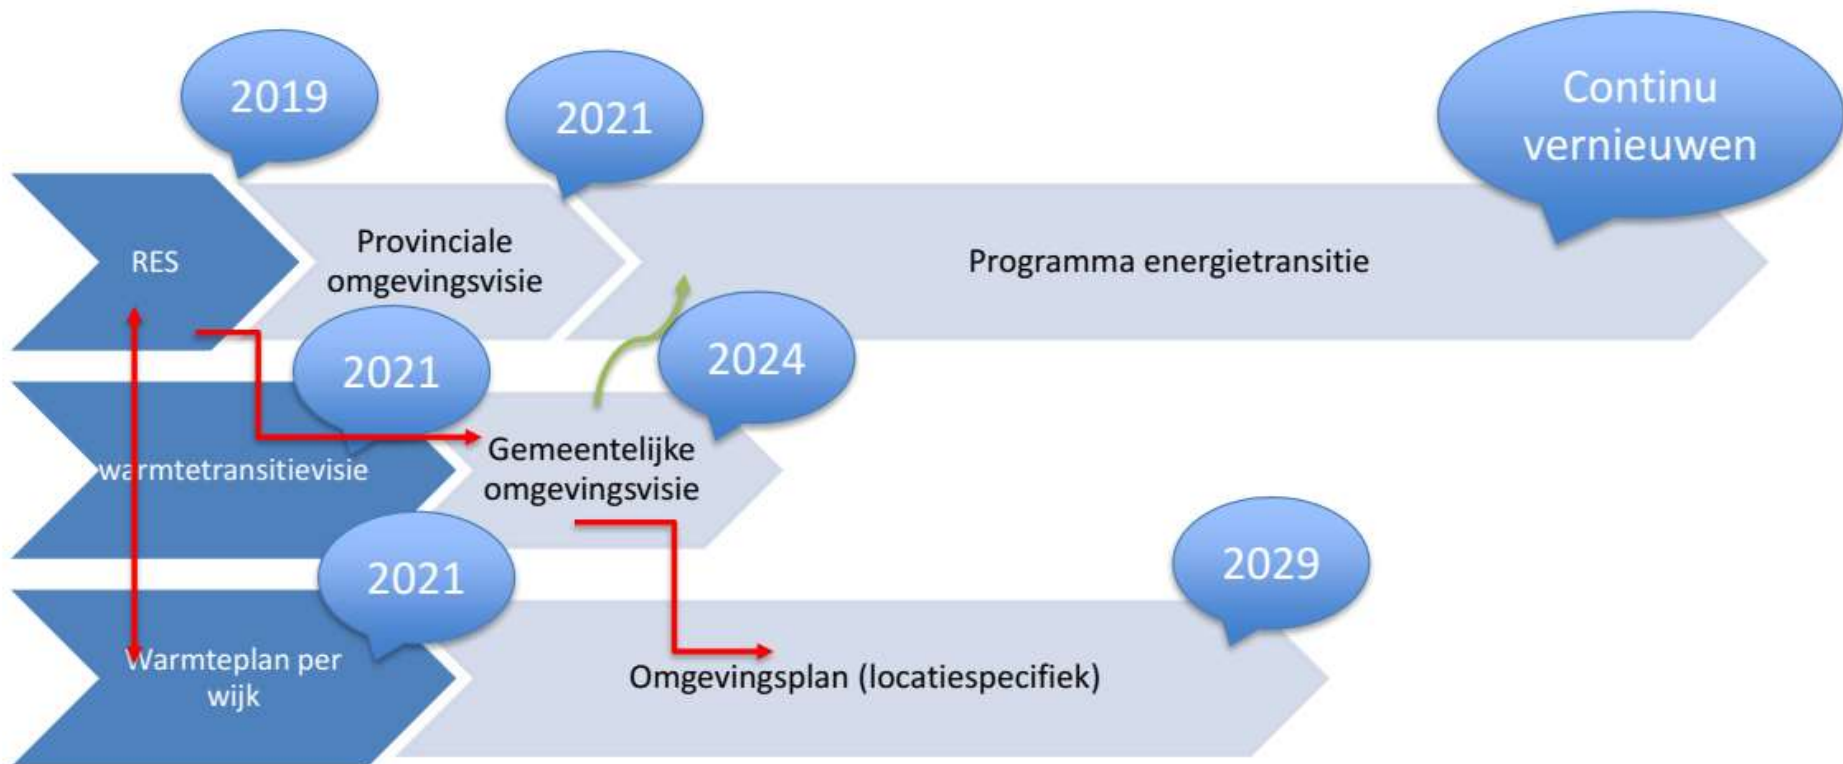 2019
2021
Continu
vernieuwen
RES
Provinciale
omgevingsvisie
Programma energietransitie
2021
2024
warmtetransitievisie
Gemeentelijke
omgevingsvisie
2021
2029
Warmteplan per
wijk
Omgevingsplan (locatiespecifiek)